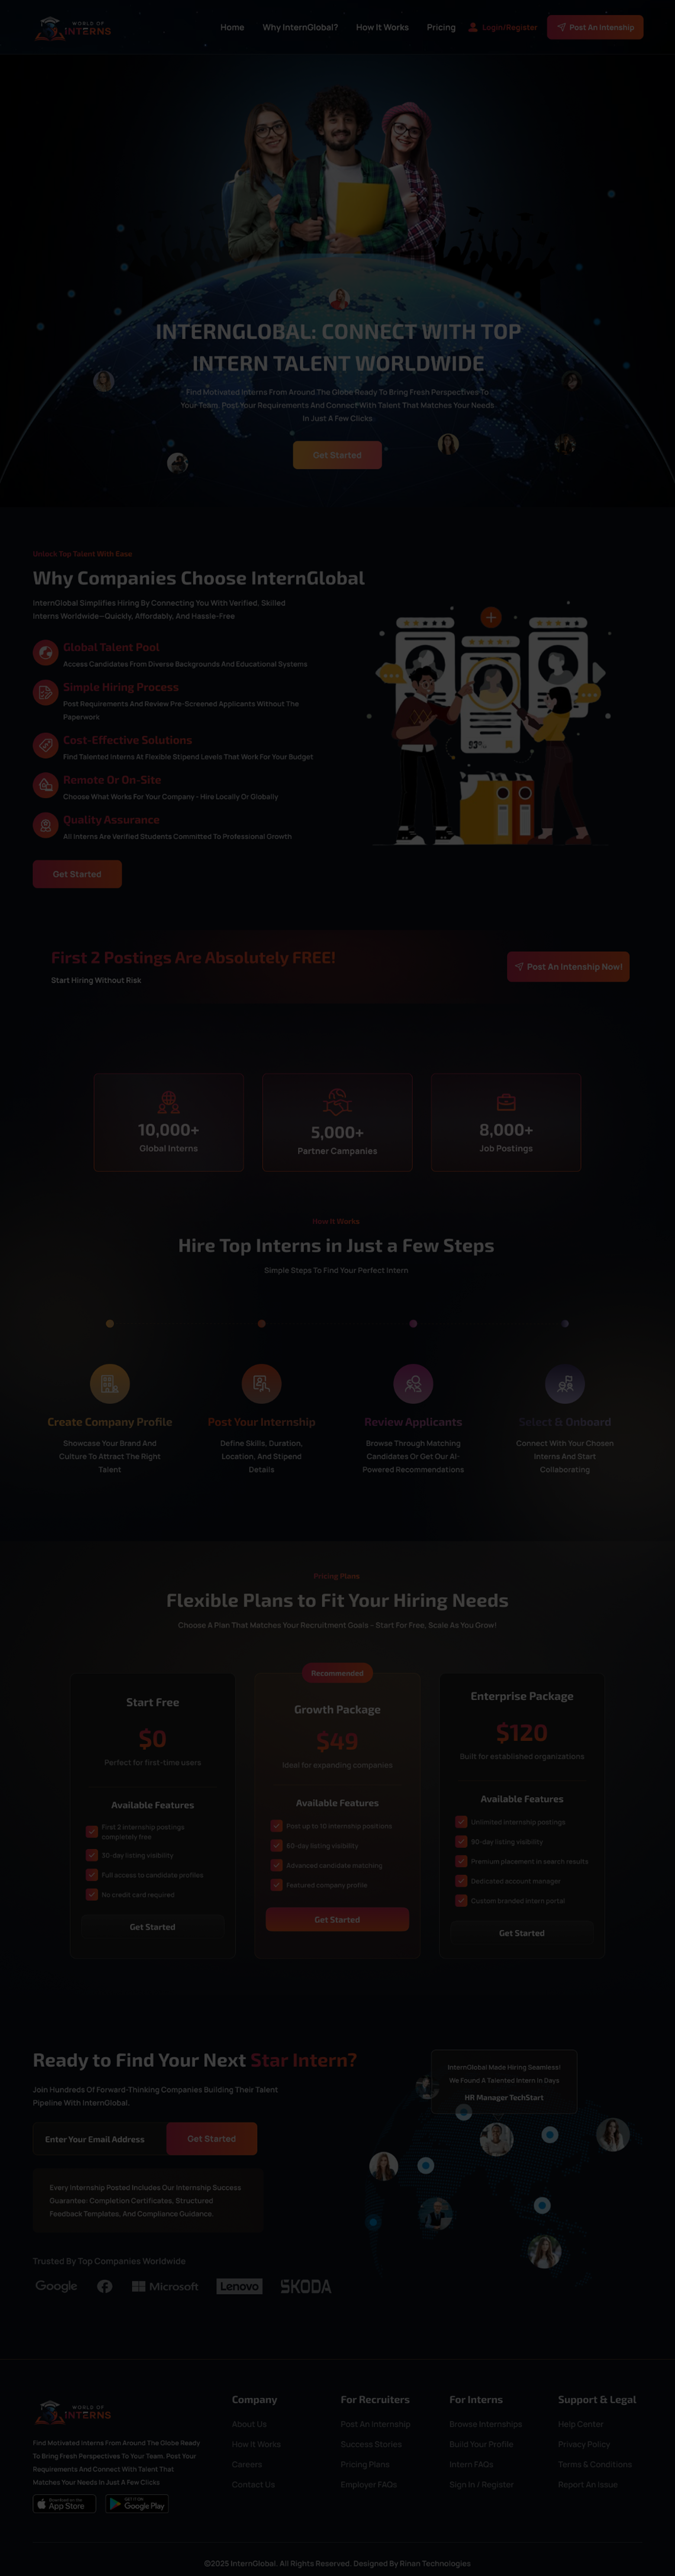 WORLD OF
INTERNS
Home Why InternGlobal? How It Works Pricing Login/Register Post An Intenship
INTERNGLOBAL: CONNECT WITH TOP
INTERN TALENT WORLDWIDE
Find Motivated Interns From Around The Globe Ready To Bring Fresh Perspectives To
Your Team. Post Your Requirements And Connect With Talent That Matches Your Needs
In Just A Few Clicks
Get Started
Unlock Top Talent With Ease
Why Companies Choose InternGlobal
InternGlobal Simplifies Hiring By Connecting You With Verified, Skilled
Interns Worldwide—Quickly, Affordably, And Hassle-Free
Global Talent Pool
Access Candidates From Diverse Backgrounds And Educational Systems
Simple Hiring Process
Post Requirements And Review Pre-Screened Applicants Without The
Paperwork
Cost-Effective Solutions
Find Talented Interns At Flexible Stipend Levels That Work For Your Budget
Remote Or On-Site
Choose What Works For Your Company - Hire Locally Or Globally
Quality Assurance
All Interns Are Verified Students Committed To Professional Growth
Get Started
First 2 Postings Are Absolutely FREE!
Start Hiring Without Risk
Post An Intenship Now!
10,000+
Global Interns
5,000+
Partner Campanies
8,000+
Job Postings
How It Works
Hire Top Interns in Just a Few Steps
Simple Steps To Find Your Perfect Intern
Create Company Profile
Showcase Your Brand And
Culture To Attract The Right
Talent
Post Your Internship
Define Skills, Duration,
Location, And Stipend
Details
Review Applicants
Browse Through Matching
Candidates Or Get Our AI-
Powered Recommendations
Select & Onboard
Connect With Your Chosen
Interns And Start
Collaborating
Pricing Plans
Flexible Plans to Fit Your Hiring Needs
Choose A Plan That Matches Your Recruitment Goals - Start For Free, Scale As You Grow!
Start Free
$0
Perfect for first-time users
Available Features
First 2 internship postings
completely free
30-day listing visibility
Full access to candidate profiles
No credit card required
Get Started
Recommended
Growth Package
$49
Ideal for expanding companies
Available Features
Post up to 10 internship positions
60-day listing visibility
Advanced candidate matching
Featured company profile
Get Started
Enterprise Package
$120
Built for established organizations
Available Features
Unlimited internship postings
90-day listing visibility
Premium placement in search results
Dedicated account manager
Custom branded intern portal
Get Started
Ready to Find Your Next Star Intern?
Join Hundreds Of Forward-Thinking Companies Building Their Talent
Pipeline With InternGlobal.
Enter Your Email Address Get Started
Every Internship Posted Includes Our Internship Success
Guarantee: Completion Certificates, Structured
Feedback Templates, And Compliance Guidance.
Trusted By Top Companies Worldwide
Google Microsoft Lenovo SKODA
InternGlobal Made Hiring Seamless!
We Found A Talented Intern In Days
HR Manager TechStart
WORLD OF
INTERNS
Find Motivated Interns From Around The Globe Ready
To Bring Fresh Perspectives To Your Team. Post Your
Requirements And Connect With Talent That
Matches Your Needs In Just A Few Clicks
Download on the
App Store
GET IT ON
Google Play
Company
About Us
How It Works
Careers
Contact Us
For Recruiters
Post An Internship
Success Stories
Pricing Plans
Employer FAQs
For Interns
Browse Internships
Build Your Profile
Intern FAQs
Sign In / Register
Support & Legal
Help Center
Privacy Policy
Terms & Conditions
Report An Issue
©2025 InternGlobal. All Rights Reserved. Designed By Rinan Technologies